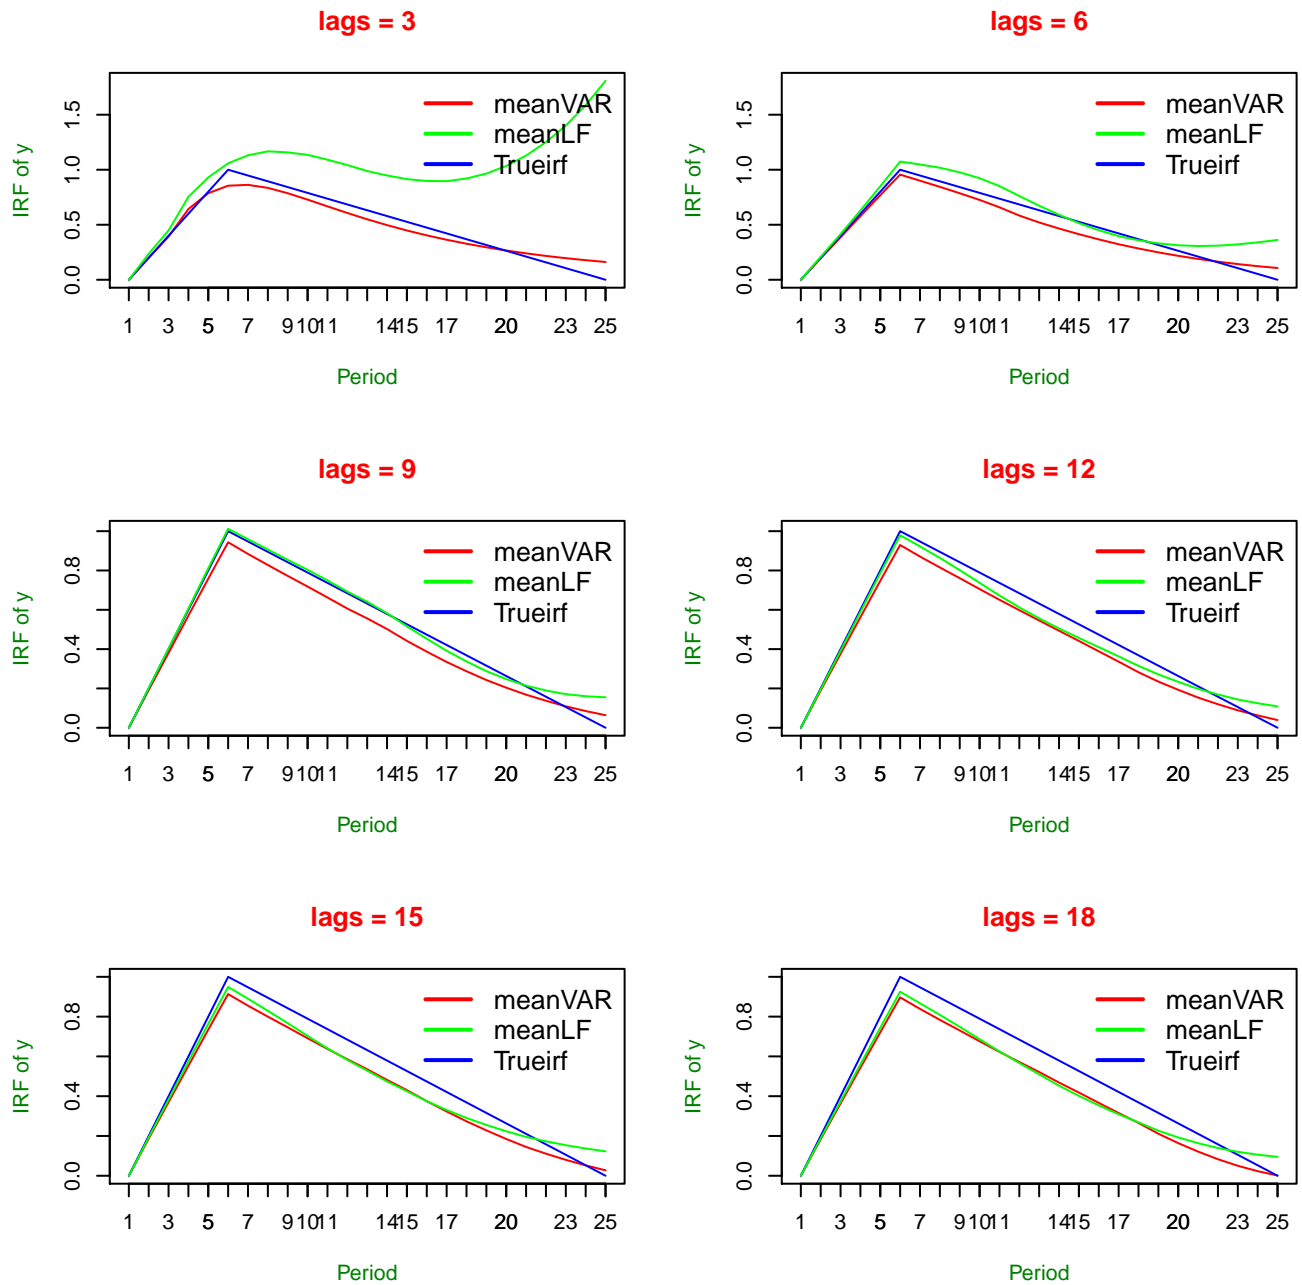 lags = 3
IRF of y
0.0 0.5 1.0 1.5
meanVAR
meanLF
Trueirf
1 3 5 7 9 10 11 14 15 17 20 23 25
Period
lags = 6
IRF of y
0.0 0.5 1.0 1.5
meanVAR
meanLF
Trueirf
1 3 5 7 9 10 11 14 15 17 20 23 25
Period
lags = 9
IRF of y
0.0 0.4 0.8
meanVAR
meanLF
Trueirf
1 3 5 7 9 10 11 14 15 17 20 23 25
Period
lags = 12
IRF of y
0.0 0.4 0.8
meanVAR
meanLF
Trueirf
1 3 5 7 9 10 11 14 15 17 20 23 25
Period
lags = 15
IRF of y
0.0 0.4 0.8
meanVAR
meanLF
Trueirf
1 3 5 7 9 10 11 14 15 17 20 23 25
Period
lags = 18
IRF of y
0.0 0.4 0.8
meanVAR
meanLF
Trueirf
1 3 5 7 9 10 11 14 15 17 20 23 25
Period